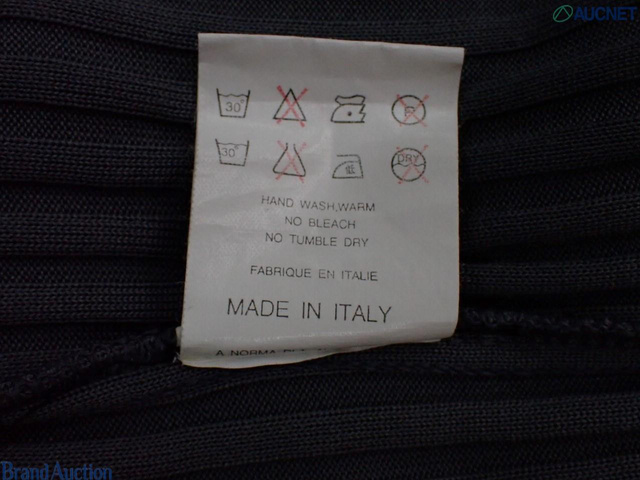 AUCNET
30°
30°
DRY
HAND WASH,WARM
NO BLEACH
NO TUMBLE DRY
FABRIQUE EN ITALIE
MADE IN ITALY
A NORMA
Brand Auction